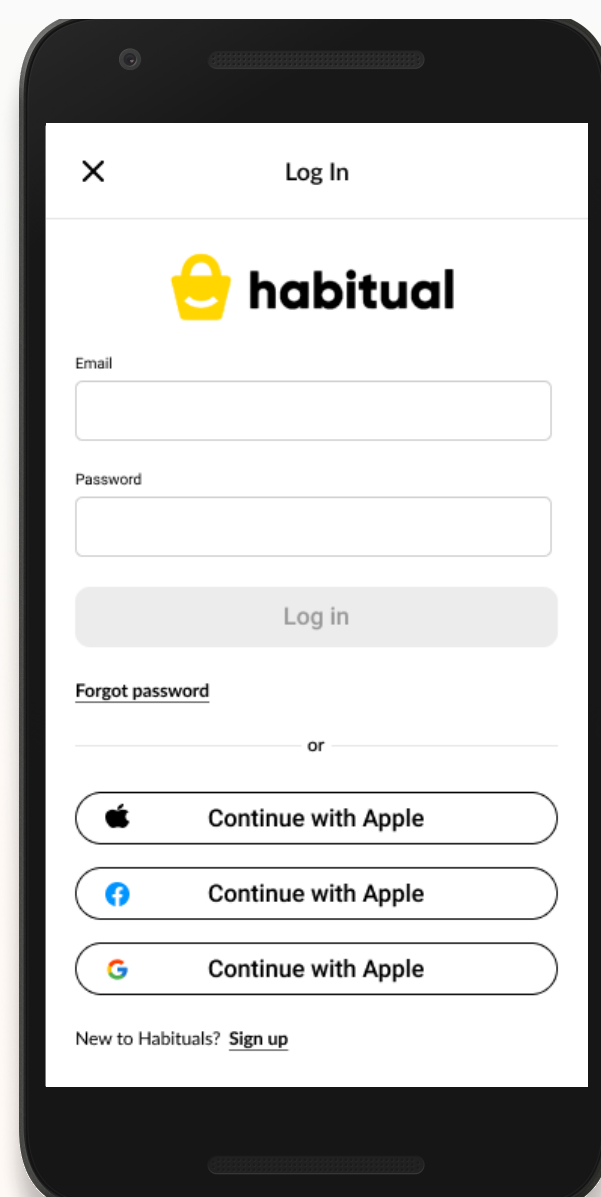 Log In
habitual
Email
Password
Log in
Forgot password
or
Continue with Apple
Continue with Apple
Continue with Apple
New to Habituals? Sign up